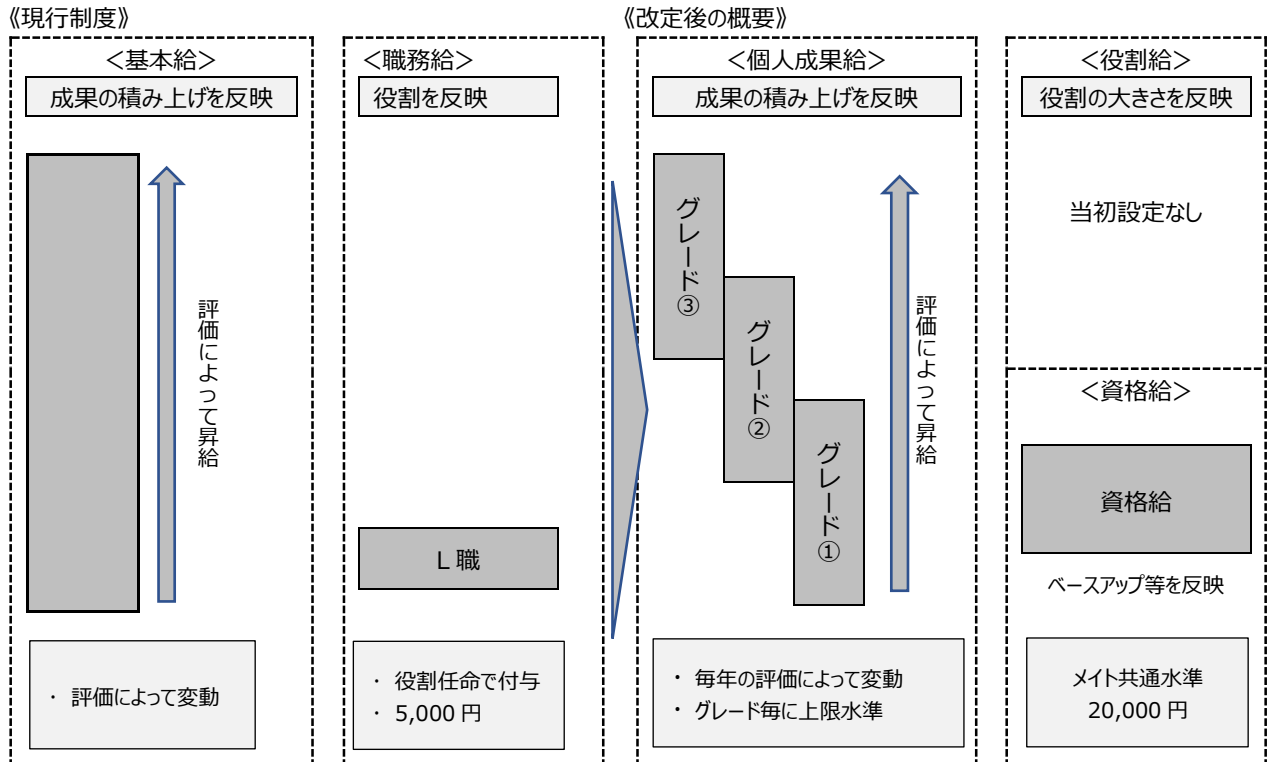 《現行制度》
＜基本給＞
成果の積み上げを反映
評価によって昇給
・ 評価によって変動
＜職務給＞
役割を反映
L 職
・ 役割任命で付与
・ 5,000 円
《改定後の概要》
＜個人成果給＞
成果の積み上げを反映
グレード③
グレード②
グレード①
評価によって昇給
・ 毎年の評価によって変動
・ グレード毎に上限水準
＜役割給＞
役割の大きさを反映
当初設定なし
＜資格給＞
資格給
ベースアップ等を反映
メイト共通水準
20,000 円